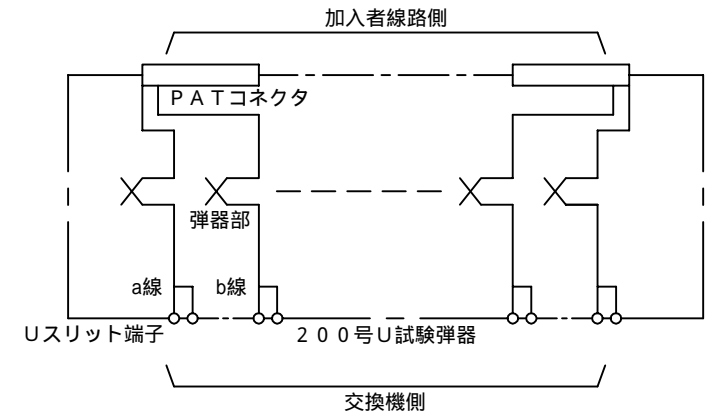 加入者線路側
ＰＡＴコネクタ
弾器部
a線 b線
Ｕスリット端子 ２００号Ｕ試験弾器
交換機側